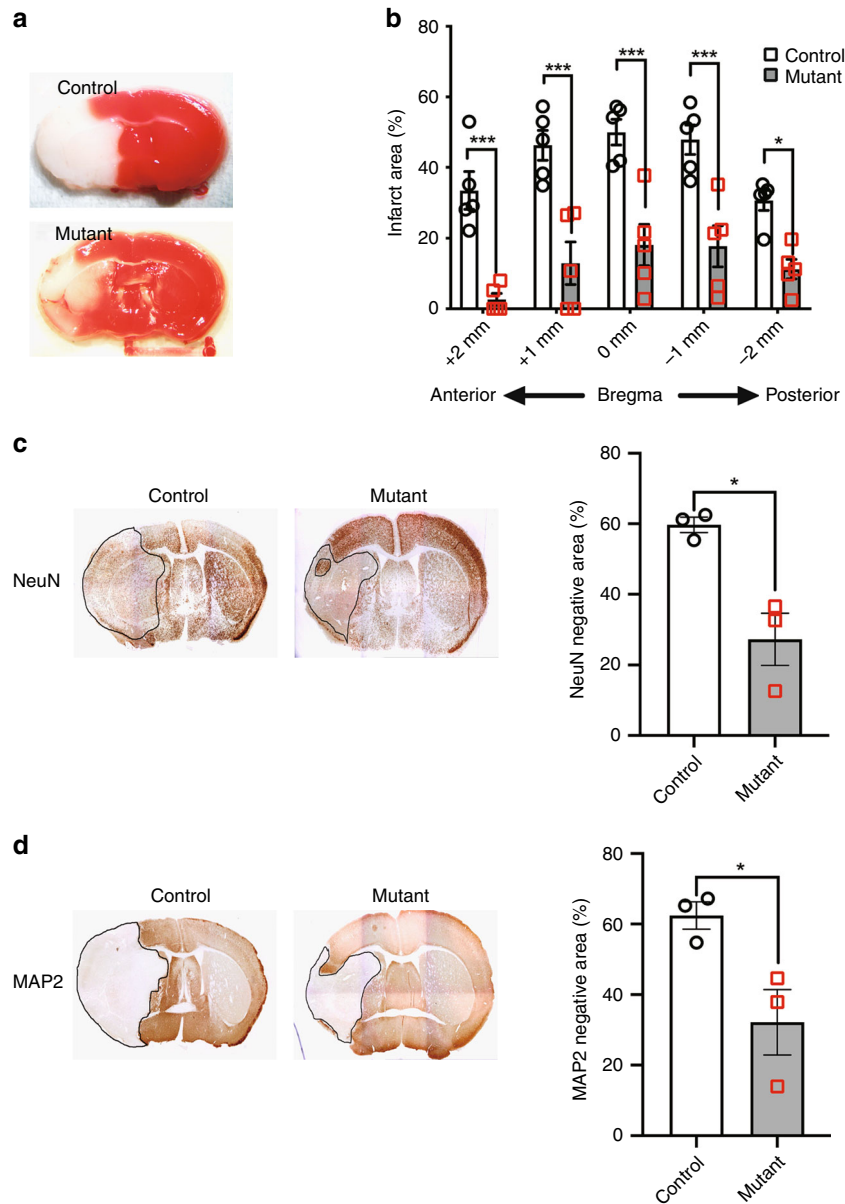 a
Control
Mutant
b
80
60
40
20
0
Infarct area (%)
***
***
***
***
*
Control
Mutant
+2 mm
+1 mm
0 mm
–1 mm
–2 mm
Anterior
Bregma
Posterior
c
Control
Mutant
NeuN
80
60
40
20
0
NeuN negative area (%)
*
Control
Mutant
d
Control
Mutant
MAP2
80
60
40
20
0
MAP2 negative area (%)
*
Control
Mutant